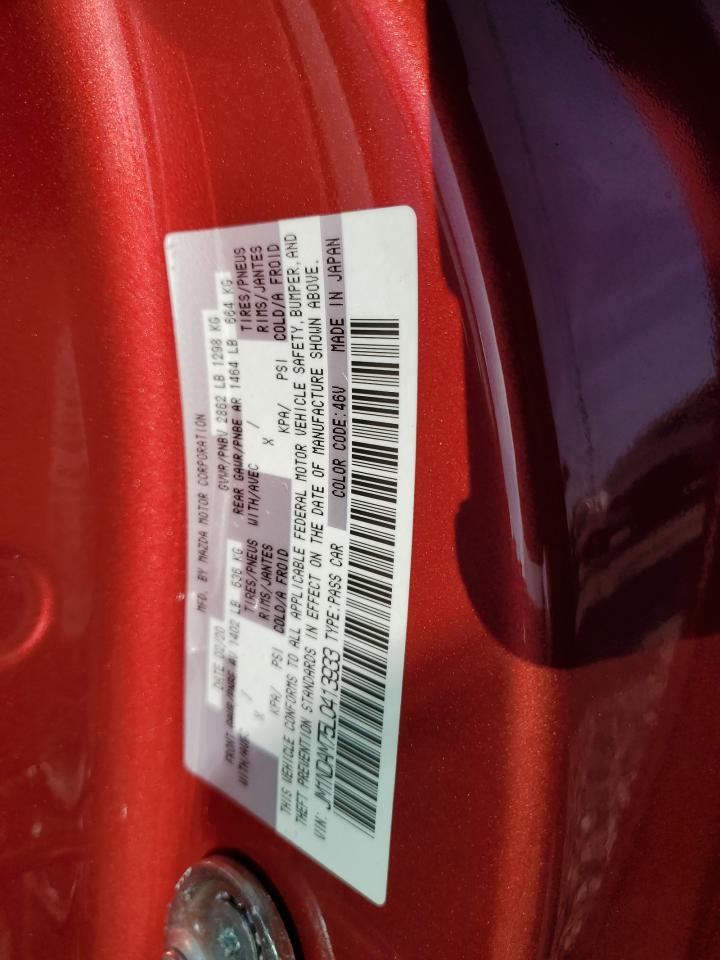 MFD. BY MAZDA MOTOR CORPORATION
DATE 02/20 GVWR/PNBV 2862 LB 1298 KG
FRONT GAWR/PNBE AV 1402 LB 636 KG REAR GAWR/PNBE AR 1464 LB 664 KG
WITH/AVEC / TIRES/PNEUS WITH/AVEC / TIRES/PNEUS
X RIMS/JANTES X RIMS/JANTES
KPA/ PSI COLD/A FROID KPA/ PSI COLD/A FROID
THIS VEHICLE CONFORMS TO ALL APPLICABLE FEDERAL MOTOR VEHICLE SAFETY, BUMPER, AND
THEFT PREVENTION STANDARDS IN EFFECT ON THE DATE OF MANUFACTURE SHOWN ABOVE.
VIN: JM1NDAM75L0413933 TYPE:PASS CAR COLOR CODE:46V MADE IN JAPAN